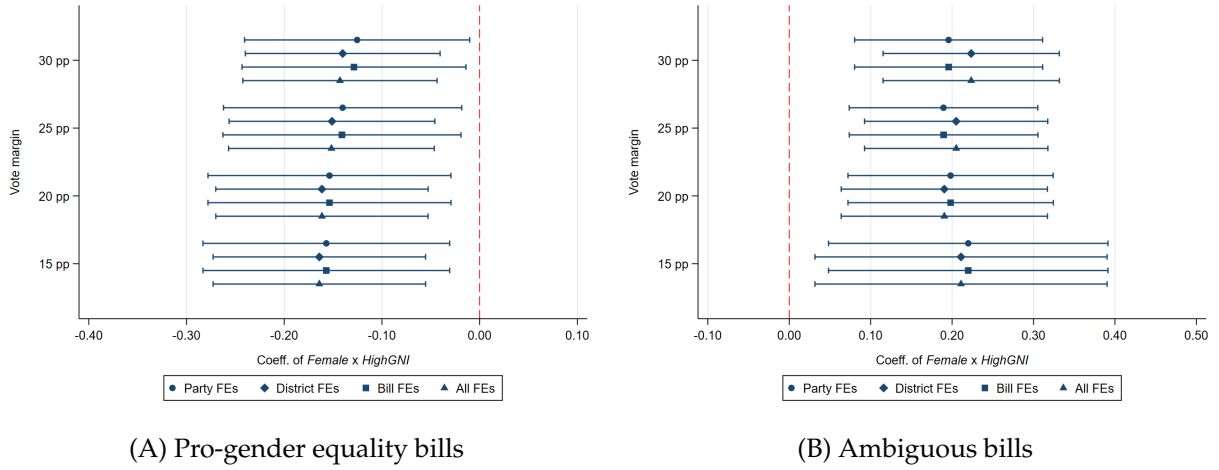 Vote margin
30 pp
25 pp
20 pp
15 pp
-0.40 -0.30 -0.20 -0.10 0.00 0.10
Coeff. of Female x HighGNI
Party FEs District FEs Bill FEs All FEs
(A) Pro-gender equality bills
Vote margin
30 pp
25 pp
20 pp
15 pp
-0.10 0.00 0.10 0.20 0.30 0.40 0.50
Coeff. of Female x HighGNI
Party FEs District FEs Bill FEs All FEs
(B) Ambiguous bills